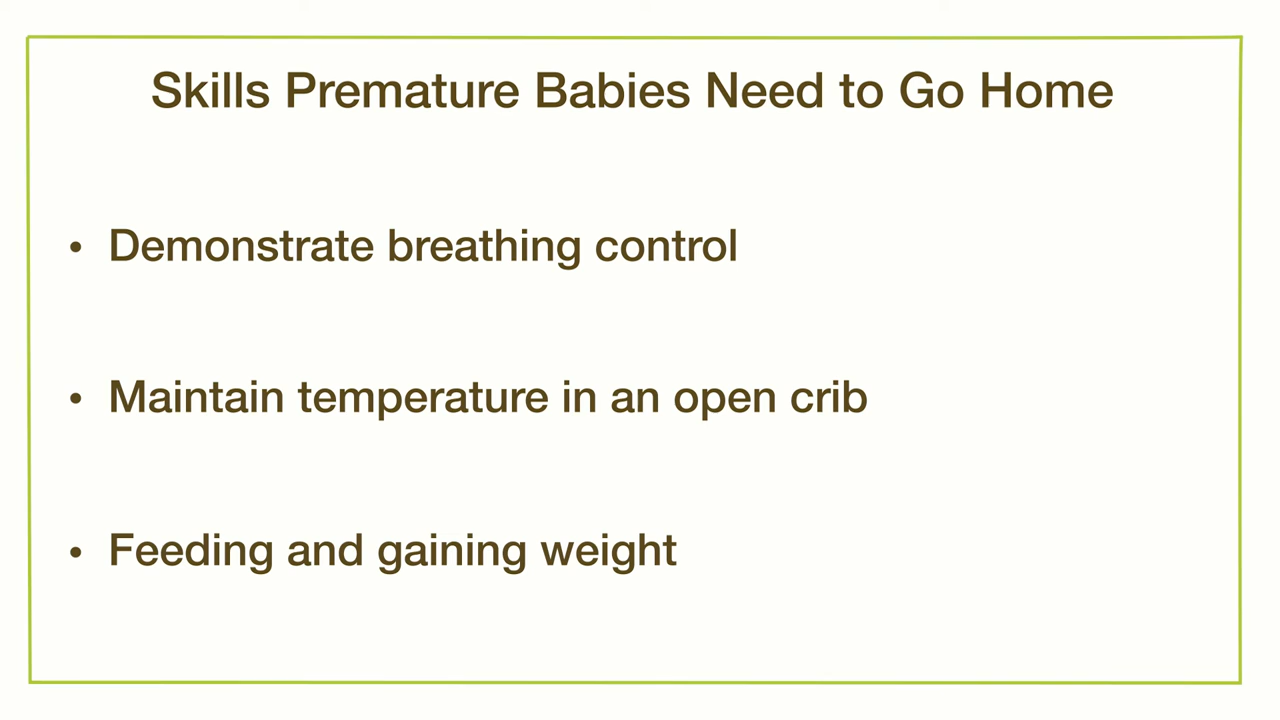 Skills Premature Babies Need to Go Home
• Demonstrate breathing control
• Maintain temperature in an open crib
• Feeding and gaining weight